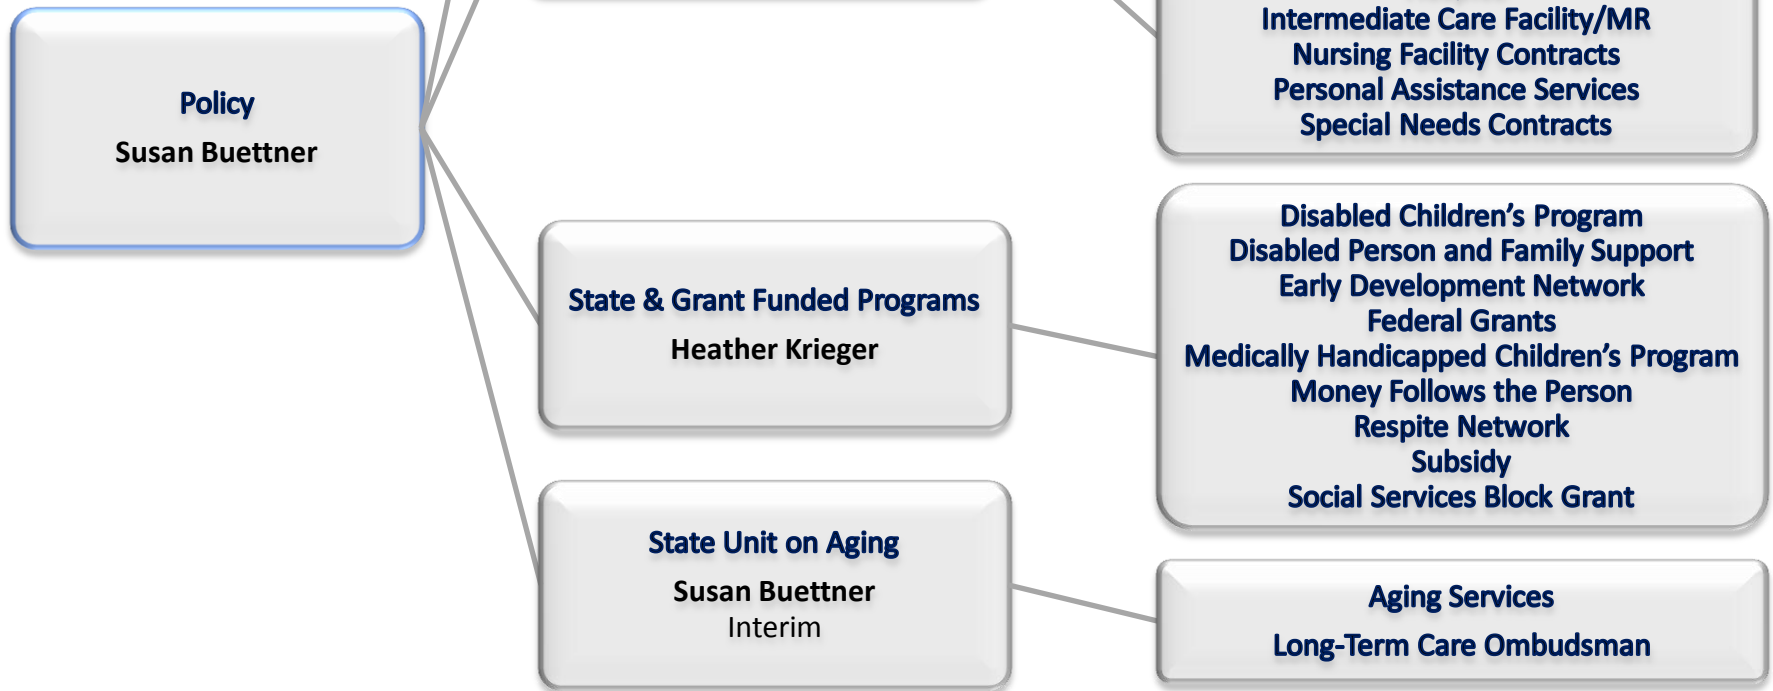 Policy
Susan Buettner
Intermediate Care Facility/MR
Nursing Facility Contracts
Personal Assistance Services
Special Needs Contracts
State & Grant Funded Programs
Heather Krieger
Disabled Children’s Program
Disabled Person and Family Support
Early Development Network
Federal Grants
Medically Handicapped Children’s Program
Money Follows the Person
Respite Network
Subsidy
Social Services Block Grant
State Unit on Aging
Susan Buettner
Interim
Aging Services
Long-Term Care Ombudsman